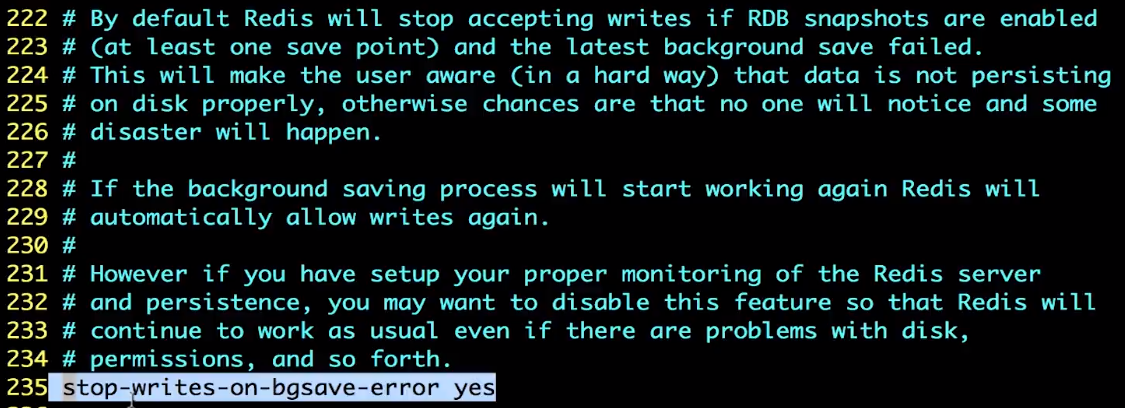 222 # By default Redis will stop accepting writes if RDB snapshots are enabled
223 # (at least one save point) and the latest background save failed.
224 # This will make the user aware (in a hard way) that data is not persisting
225 # on disk properly, otherwise chances are that no one will notice and some
226 # disaster will happen.
227 #
228 # If the background saving process will start working again Redis will
229 # automatically allow writes again.
230 #
231 # However if you have setup your proper monitoring of the Redis server
232 # and persistence, you may want to disable this feature so that Redis will
233 # continue to work as usual even if there are problems with disk,
234 # permissions, and so forth.
235 stop-writes-on-bgsave-error yes